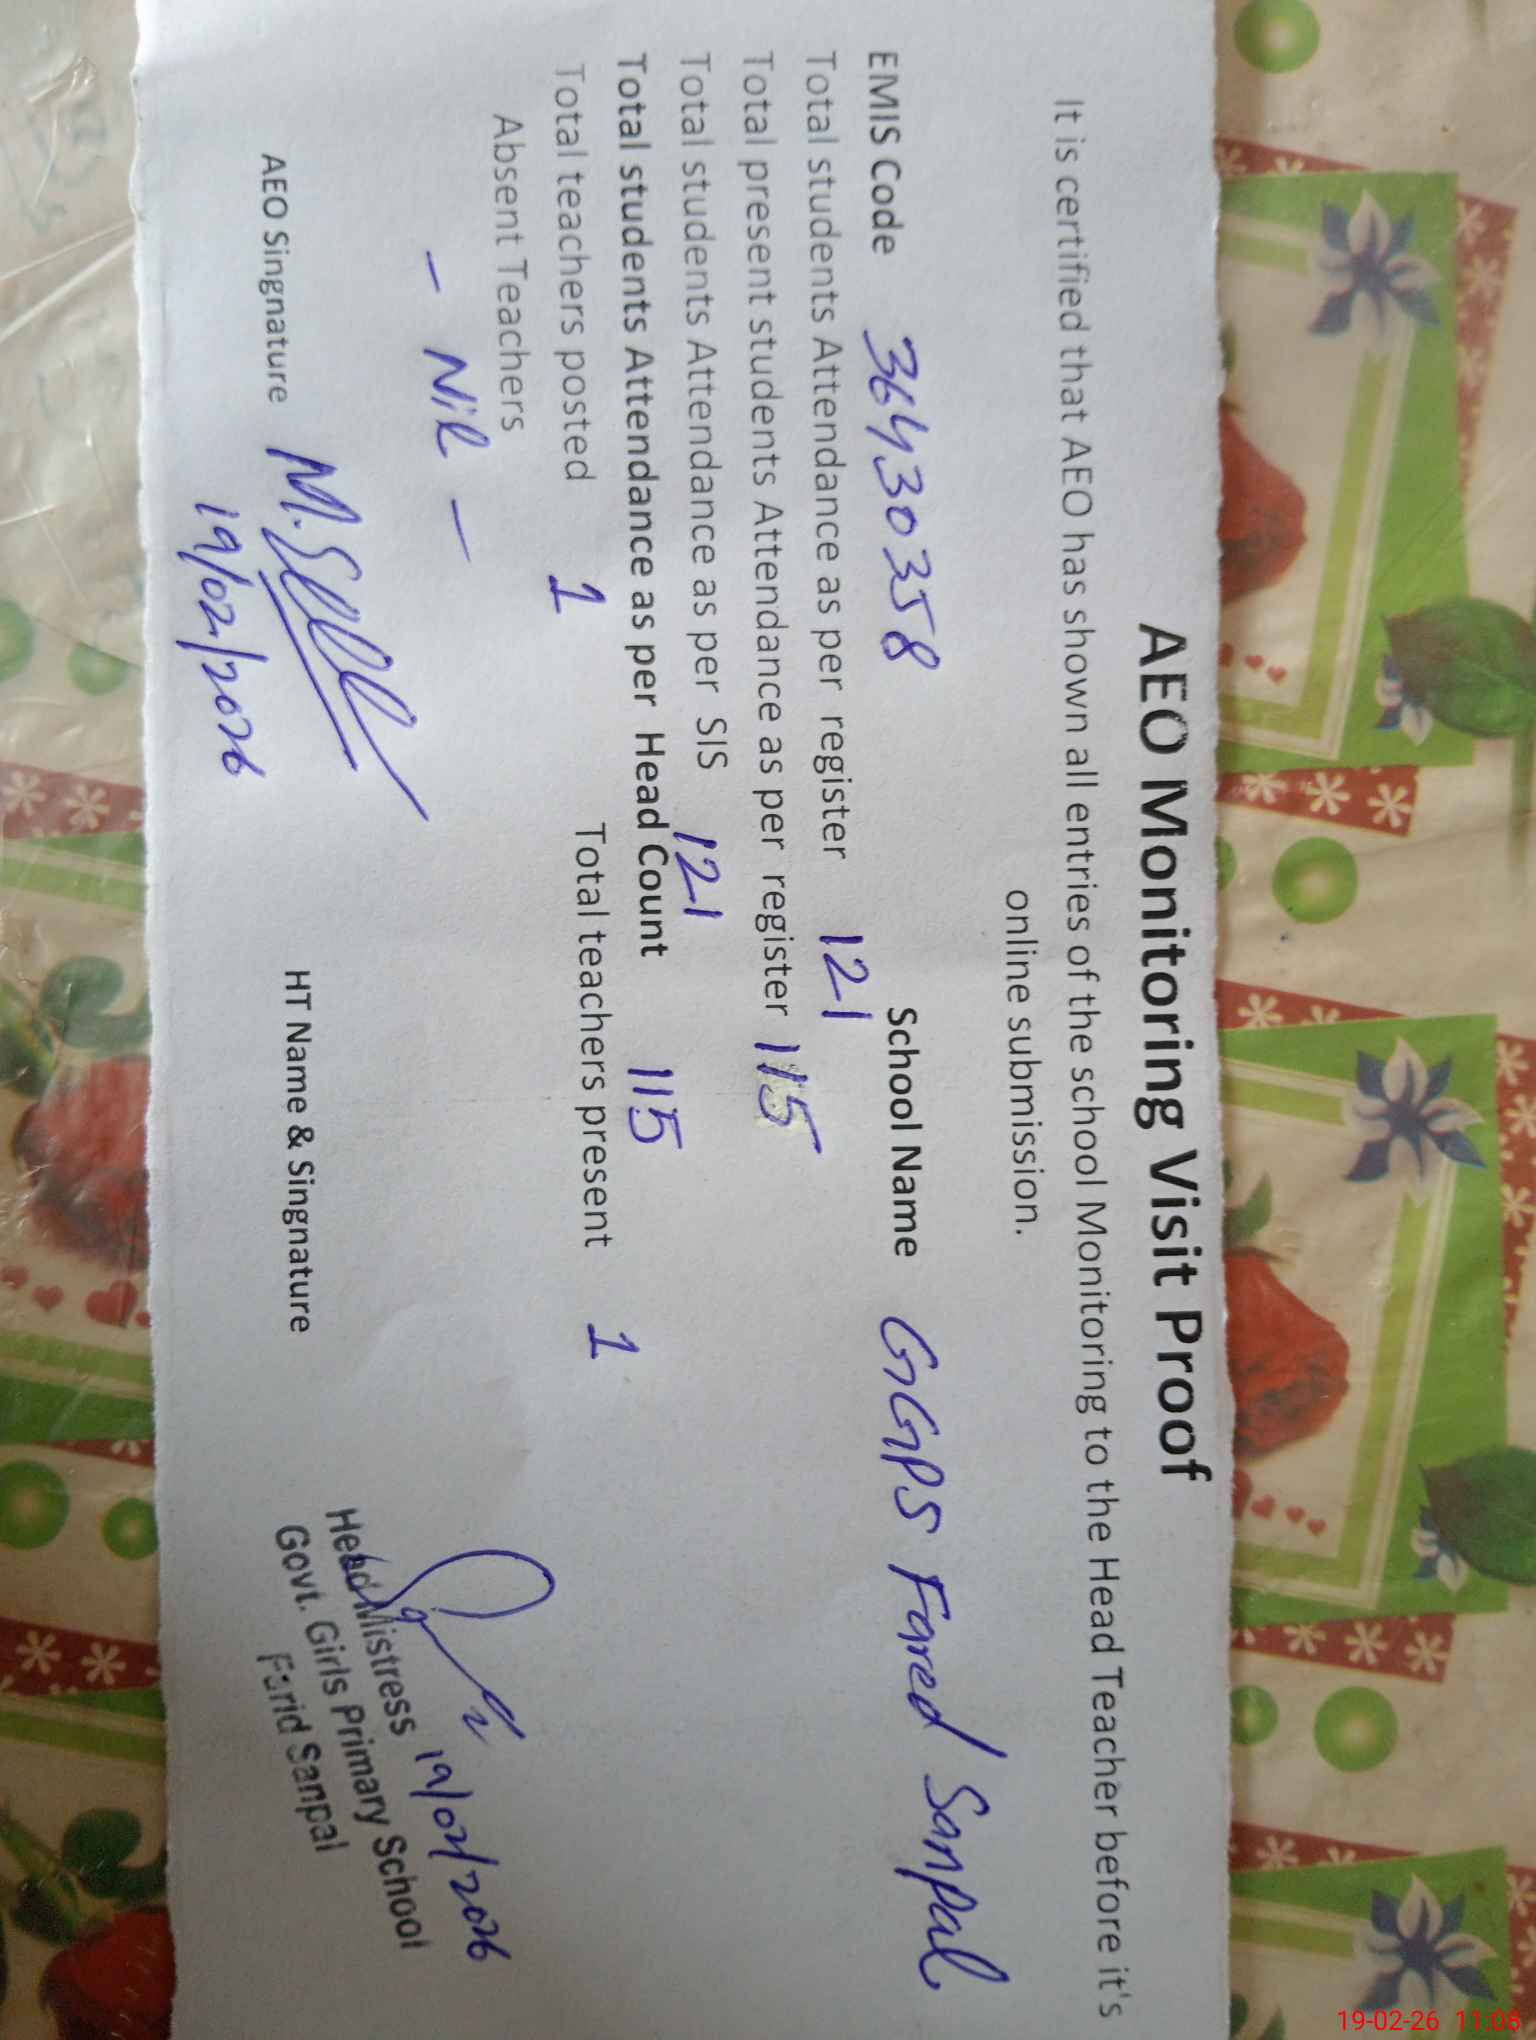 AEO Monitoring Visit Proof
It is certified that AEO has shown all entries of the school Monitoring to the Head Teacher before it's
online submission.
EMIS Code 36430358 School Name GGPS Fared Sanpal
Total students Attendance as per register 121
Total present students Attendance as per register 115
Total students Attendance as per SIS 121
Total students Attendance as per Head Count 115
Total teachers posted 1 Total teachers present 1
Absent Teachers
- Nil -
AEO Singnature
19/02/2026
HT Name & Singnature
19/02/2026
Head Mistress
Govt. Girls Primary School
Farid Sanpal
19-02-26 11:08